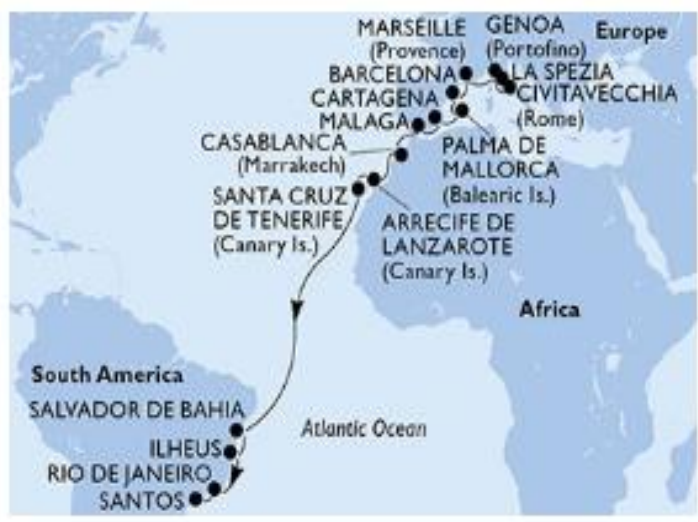 MARSEILLE
(Provence)
GENOA
(Portofino)
Europe
BARCELONA
LA SPEZIA
CARTAGENA
CIVITAVECCHIA
(Rome)
MALAGA
CASABLANCA
(Marrakech)
PALMA DE
MALLORCA
(Balearic Is.)
SANTA CRUZ
DE TENERIFE
(Canary Is.)
ARRECIFE DE
LANZAROTE
(Canary Is.)
Africa
South America
SALVADOR DE BAHIA
Atlantic Ocean
ILHEUS
RIO DE JANEIRO
SANTOS